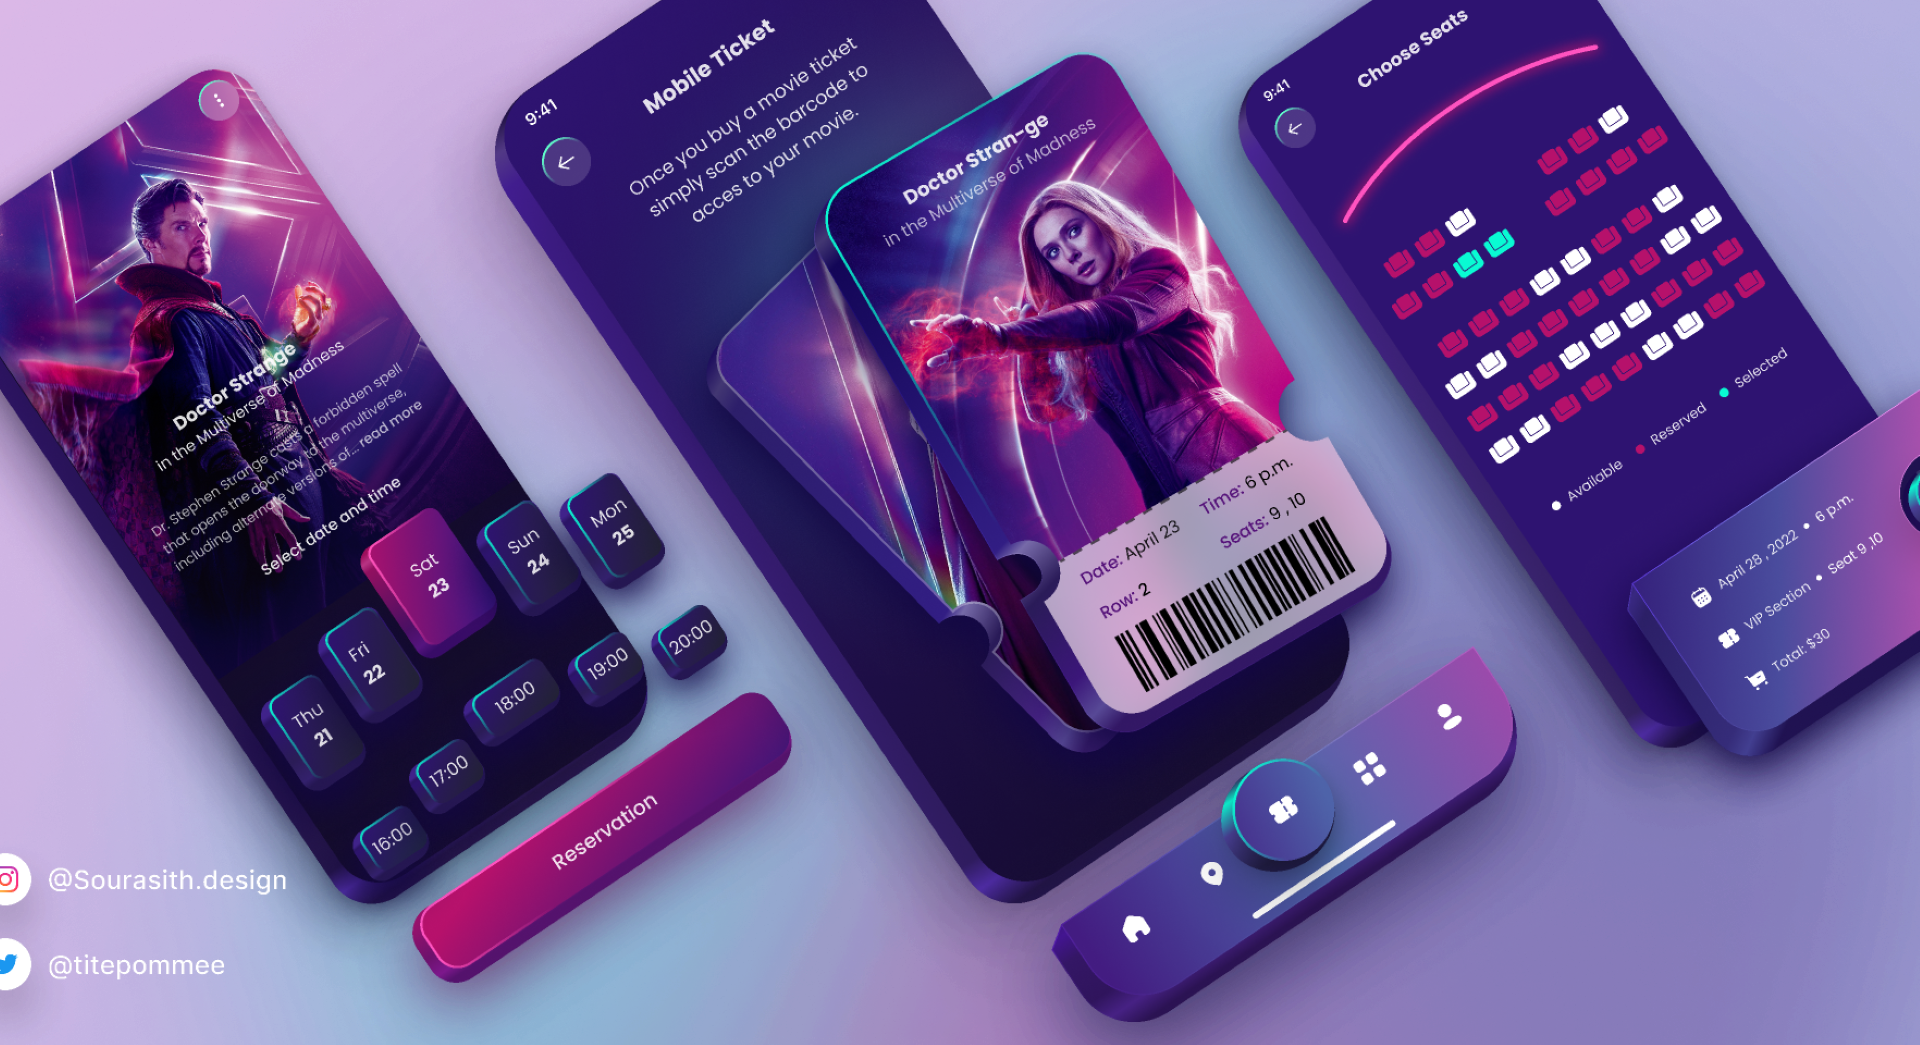 Doctor Strange
in the Multiverse of Madness
Dr. Stephen Strange casts a forbidden spell
that opens the doorway to the multiverse,
including alternate versions of... read more
Select date and time
Thu
21
Fri
22
Sat
23
Sun
24
Mon
25
16:00
17:00
18:00
19:00
20:00
Reservation
@Sourasith.design
@titepommee
9:41
Mobile Ticket
Once you buy a movie ticket
simply scan the barcode to
acces to your movie.
Doctor Stran-ge
in the Multiverse of Madness
Date: April 23
Time: 6 p.m.
Row: 2
Seats: 9 , 10
9:41
Choose Seats
Available
Reserved
Selected
April 28 , 2022 • 6 p.m.
VIP Section • Seat 9 ,10
Total: $30